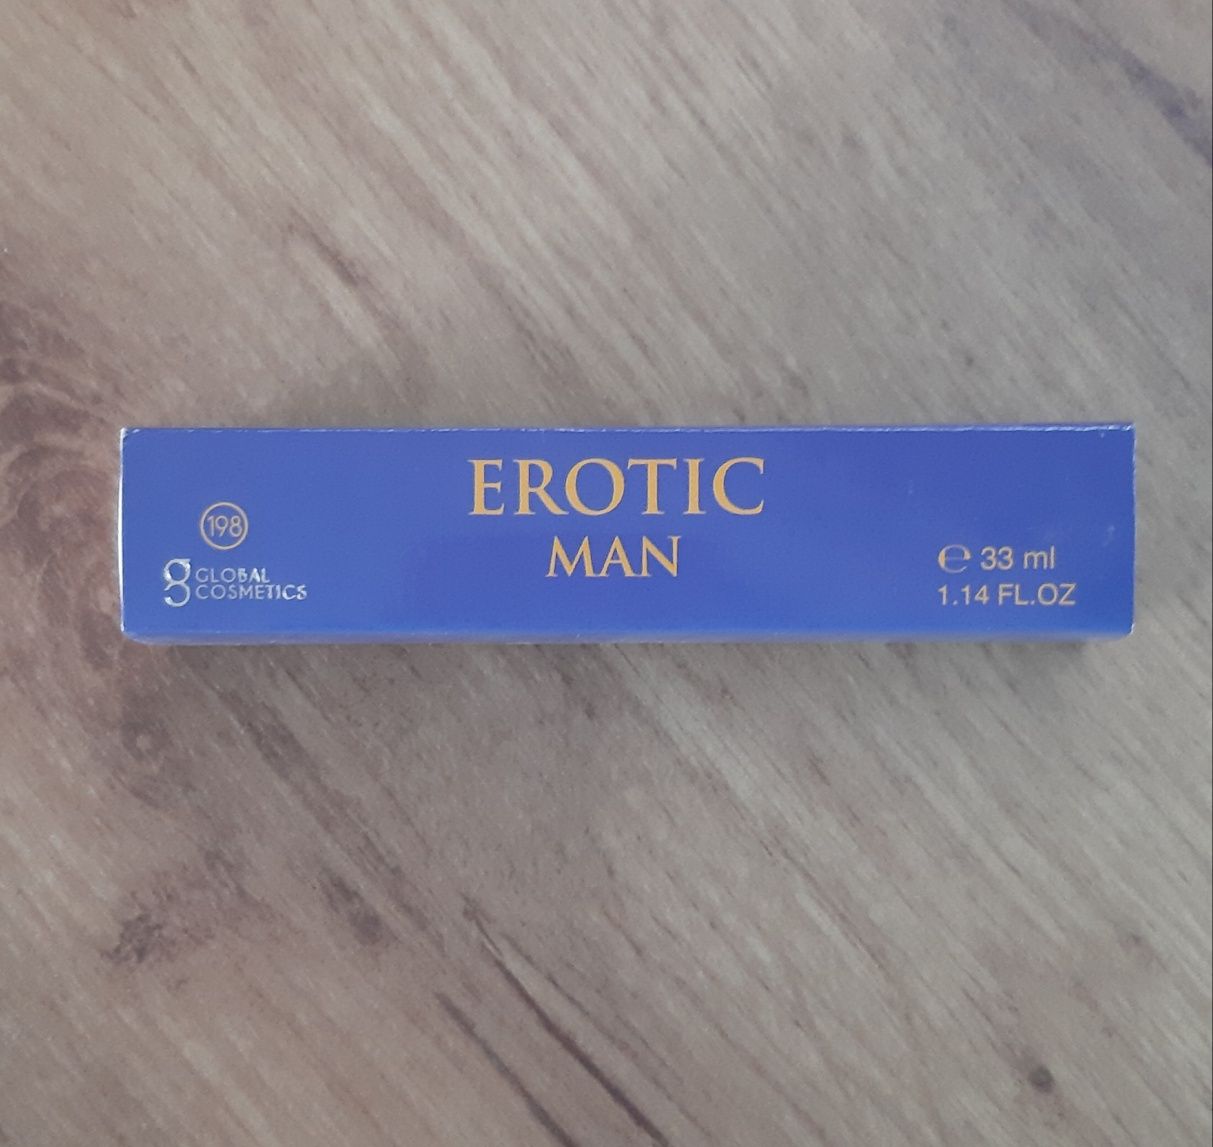 EROTIC
MAN
198
g GLOBAL
COSMETICS
℮ 33 ml
1.14 FL.OZ